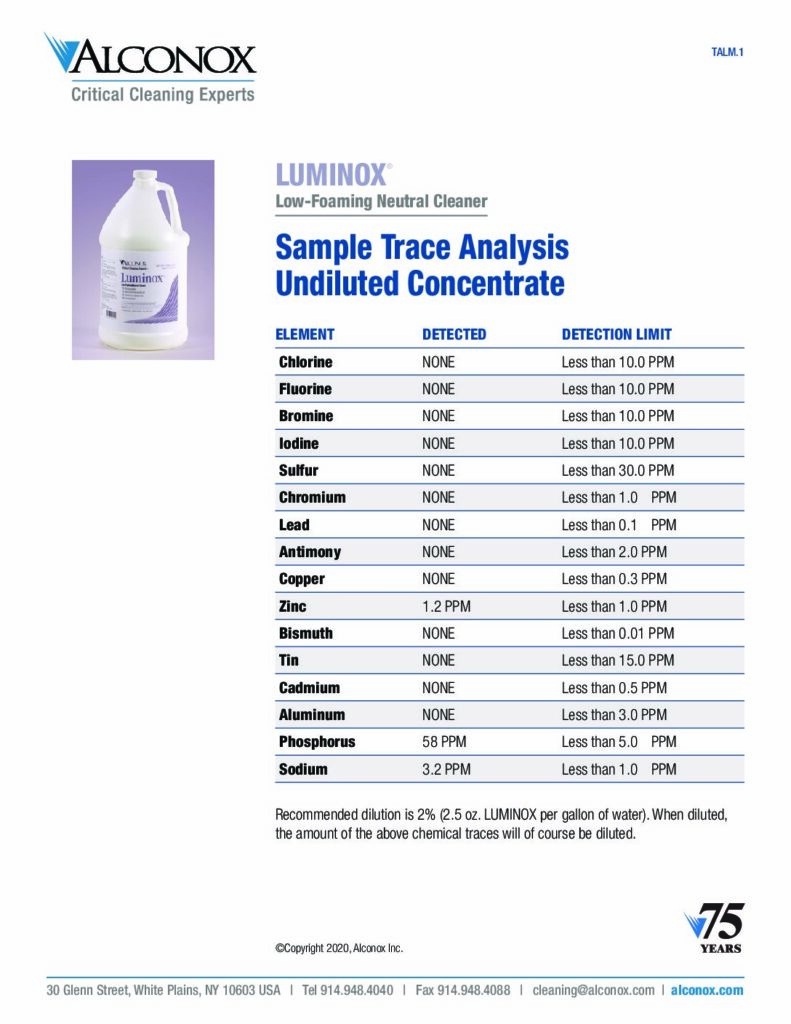 ALCONOX
Critical Cleaning Experts
TALM.1
LUMINOX®
Low-Foaming Neutral Cleaner
Sample Trace Analysis
Undiluted Concentrate
ALCONOX
Luminox
ELEMENT DETECTED DETECTION LIMIT
Chlorine NONE Less than 10.0 PPM
Fluorine NONE Less than 10.0 PPM
Bromine NONE Less than 10.0 PPM
Iodine NONE Less than 10.0 PPM
Sulfur NONE Less than 30.0 PPM
Chromium NONE Less than 1.0 PPM
Lead NONE Less than 0.1 PPM
Antimony NONE Less than 2.0 PPM
Copper NONE Less than 0.3 PPM
Zinc 1.2 PPM Less than 1.0 PPM
Bismuth NONE Less than 0.01 PPM
Tin NONE Less than 15.0 PPM
Cadmium NONE Less than 0.5 PPM
Aluminum NONE Less than 3.0 PPM
Phosphorus 58 PPM Less than 5.0 PPM
Sodium 3.2 PPM Less than 1.0 PPM
Recommended dilution is 2% (2.5 oz. LUMINOX per gallon of water). When diluted,
the amount of the above chemical traces will of course be diluted.
75
YEARS
©Copyright 2020, Alconox Inc.
30 Glenn Street, White Plains, NY 10603 USA | Tel 914.948.4040 | Fax 914.948.4088 | cleaning@alconox.com | alconox.com